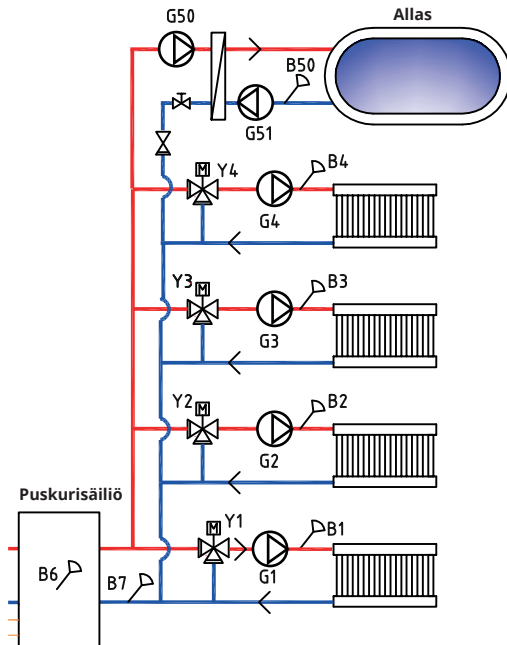 G50
Allas
B50
G51
Y4
M
B4
G4
Y3
M
B3
G3
Y2
M
B2
G2
Puskurisäiliö
Y1
M
B1
B6
B7
G1